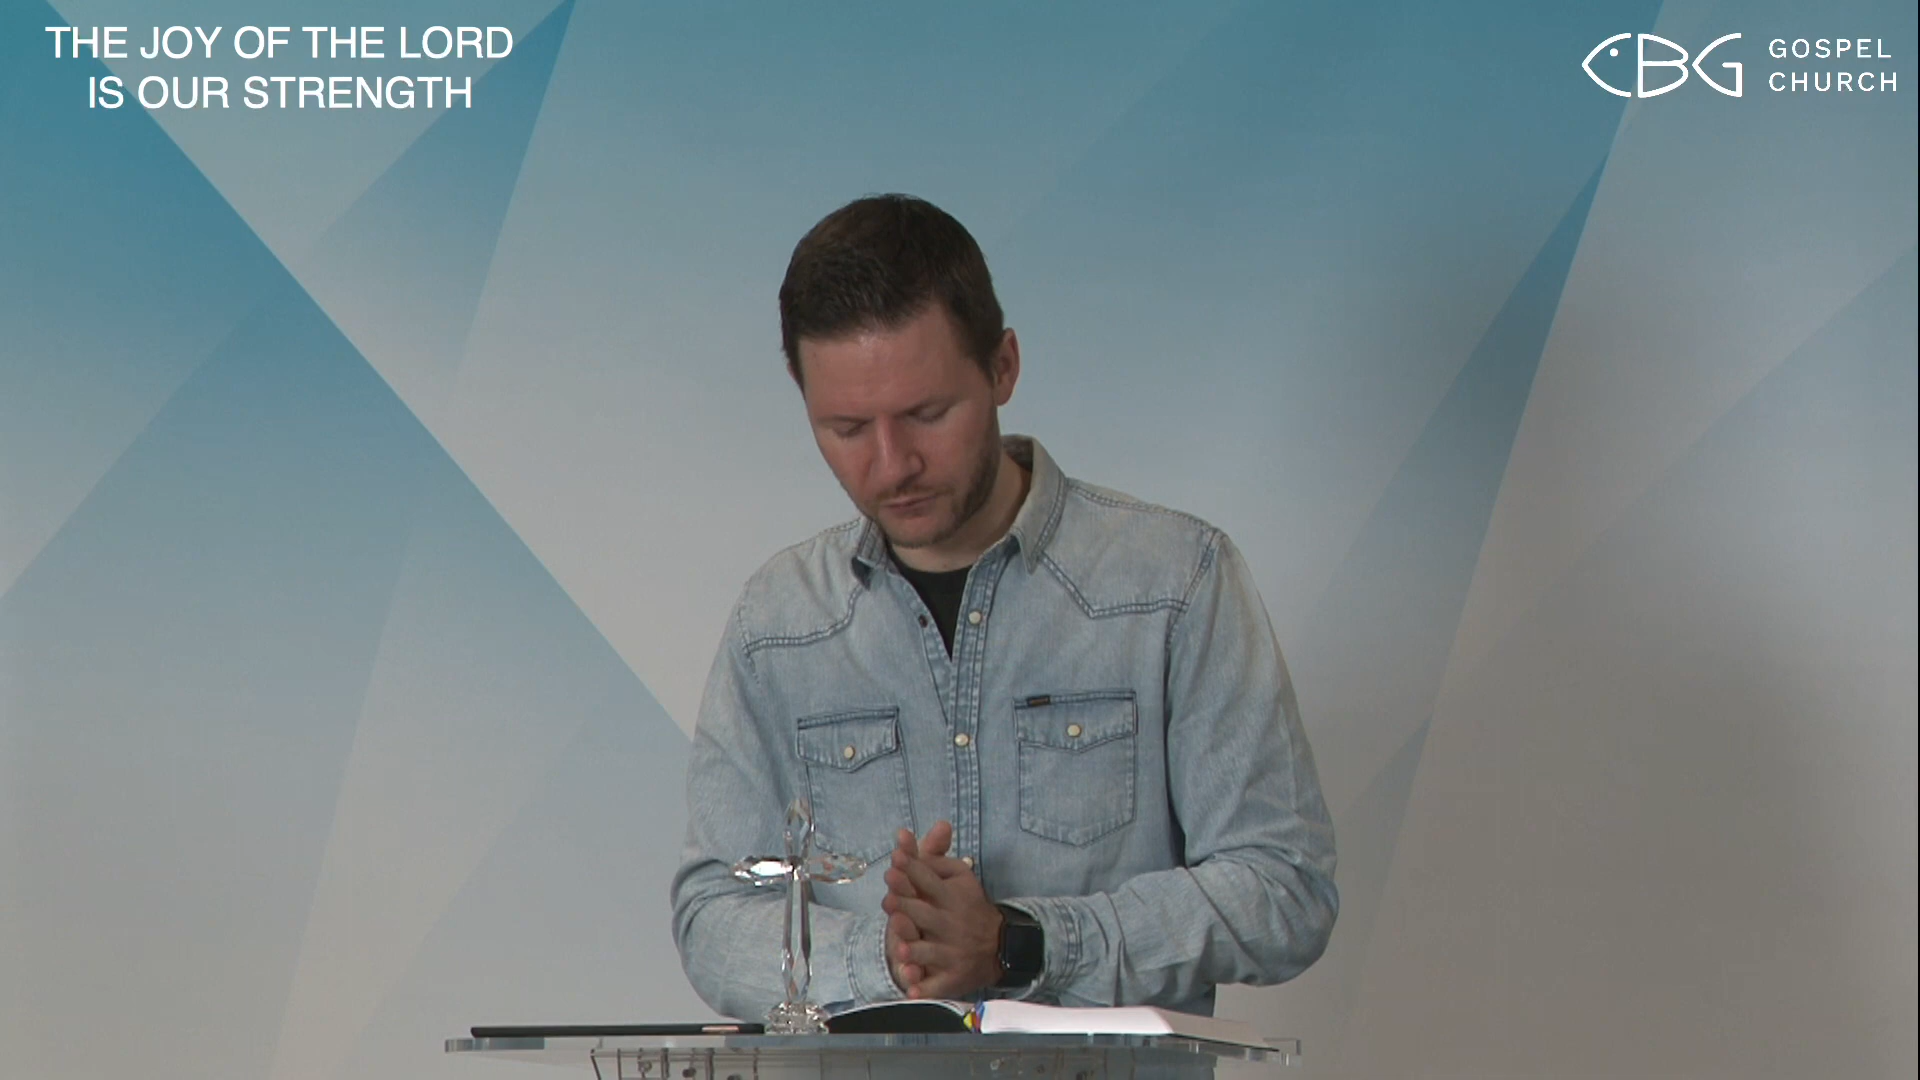 THE JOY OF THE LORD
IS OUR STRENGTH
CBG
GOSPEL
CHURCH